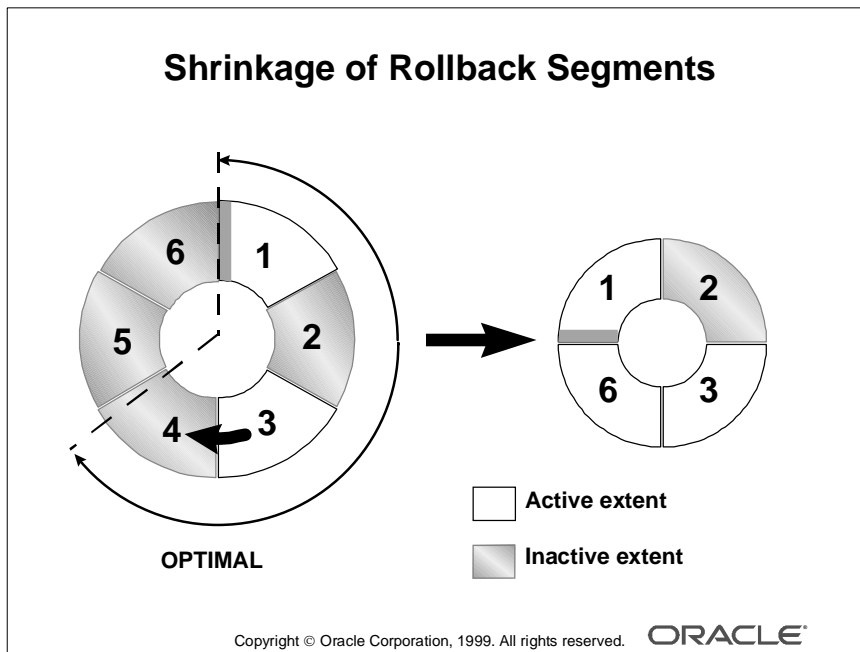 Shrinkage of Rollback Segments
6
1
5
2
4
3
OPTIMAL
1
2
6
3
Active extent
Inactive extent
Copyright © Oracle Corporation, 1999. All rights reserved.
ORACLE®